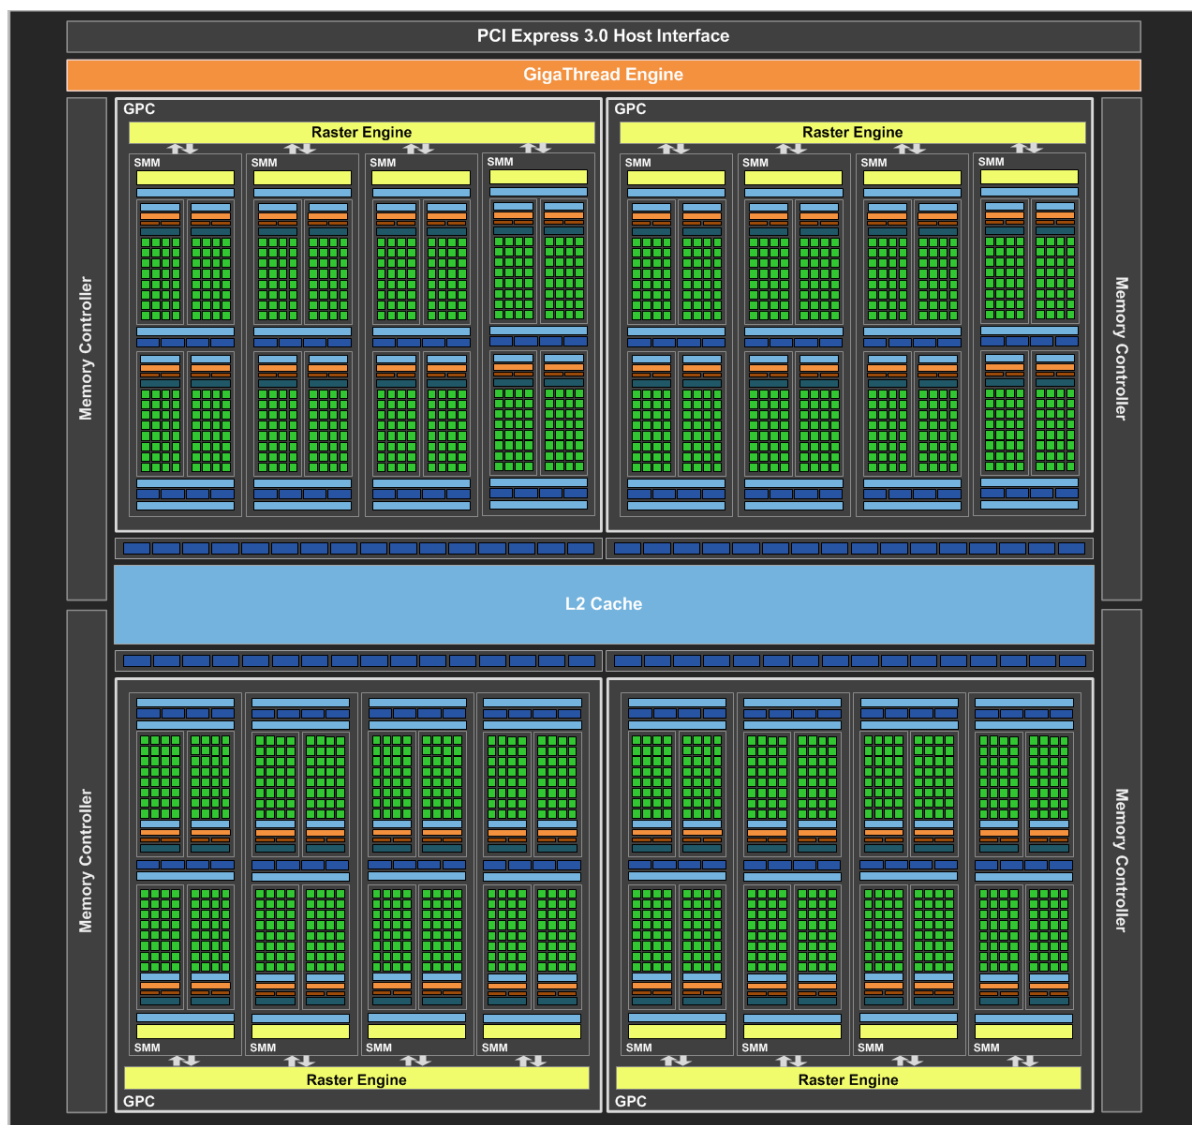 PCI Express 3.0 Host Interface
GigaThread Engine
GPC
GPC
Raster Engine
Raster Engine
SMM
SMM
SMM
SMM
SMM
SMM
SMM
SMM
Memory Controller
Memory Controller
L2 Cache
Memory Controller
Memory Controller
SMM
SMM
SMM
SMM
SMM
SMM
SMM
SMM
Raster Engine
Raster Engine
GPC
GPC